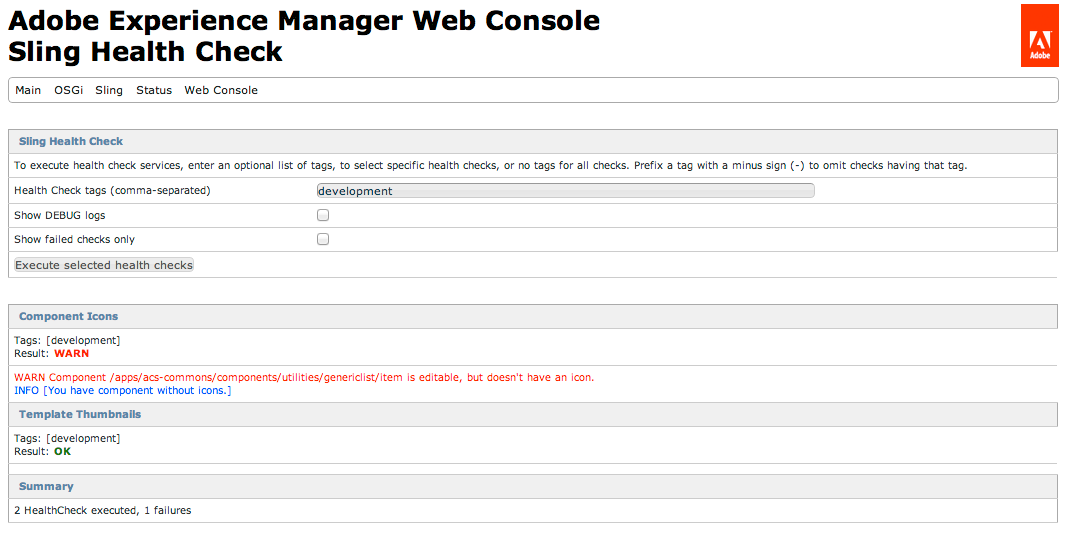 Adobe Experience Manager Web Console
Sling Health Check
Adobe
Main OSGi Sling Status Web Console
Sling Health Check
To execute health check services, enter an optional list of tags, to select specific health checks, or no tags for all checks. Prefix a tag with a minus sign (-) to omit checks having that tag.
Health Check tags (comma-separated) development
Show DEBUG logs
Show failed checks only
Execute selected health checks
Component Icons
Tags: [development]
Result: WARN
WARN Component /apps/acs-commons/components/utilities/genericlist/item is editable, but doesn't have an icon.
INFO [You have component without icons.]
Template Thumbnails
Tags: [development]
Result: OK
Summary
2 HealthCheck executed, 1 failures